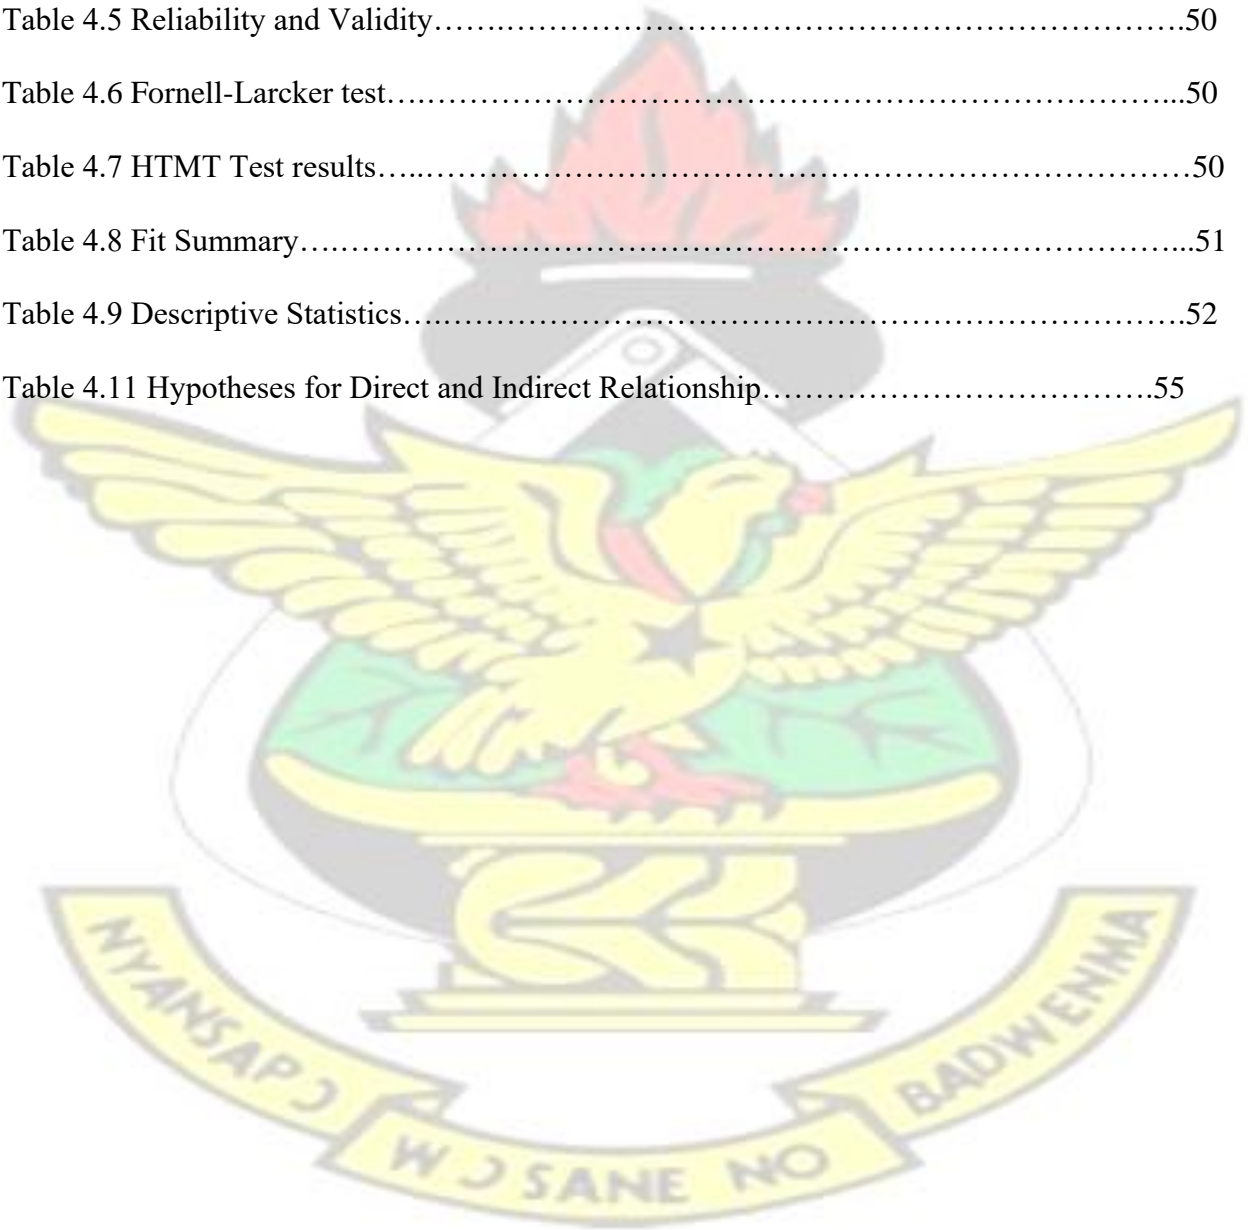 Table 4.5 Reliability and Validity…….…………………………………………………………….50
Table 4.6 Fornell-Larcker test….………………………………………………………………...50
Table 4.7 HTMT Test results…..…………………………………………………………………50
Table 4.8 Fit Summary….………………………………………………………………………...51
Table 4.9 Descriptive Statistics….……………………………………………………………….52
Table 4.11 Hypotheses for Direct and Indirect Relationship……………………………….55
NYANSAPƆ
WƆSANE NO
BADWENMA